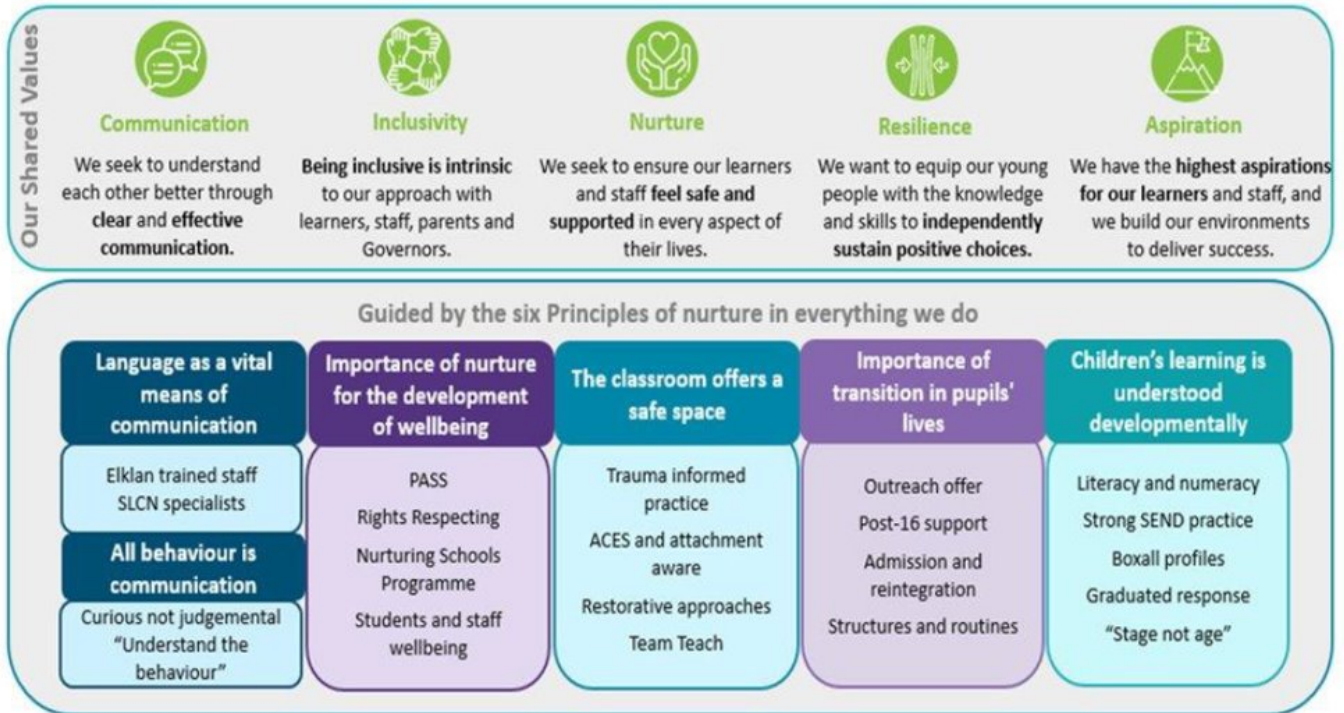 Our Shared Values
Communication
We seek to understand
each other better through
clear and effective
communication.
Inclusivity
Being inclusive is intrinsic
to our approach with
learners, staff, parents and
Governors.
Nurture
We seek to ensure our learners
and staff feel safe and
supported in every aspect of
their lives.
Resilience
We want to equip our young
people with the knowledge
and skills to independently
sustain positive choices.
Aspiration
We have the highest aspirations
for our learners and staff, and
we build our environments
to deliver success.
Guided by the six Principles of nurture in everything we do
Language as a vital
means of
communication
Elklan trained staff
SLCN specialists
All behaviour is
communication
Curious not judgemental
“Understand the
behaviour”
Importance of nurture
for the development
of wellbeing
PASS
Rights Respecting
Nurturing Schools
Programme
Students and staff
wellbeing
The classroom offers a
safe space
Trauma informed
practice
ACES and attachment
aware
Restorative approaches
Team Teach
Importance of
transition in pupils'
lives
Outreach offer
Post-16 support
Admission and
reintegration
Structures and routines
Children’s learning is
understood
developmentally
Literacy and numeracy
Strong SEND practice
Boxall profiles
Graduated response
“Stage not age”